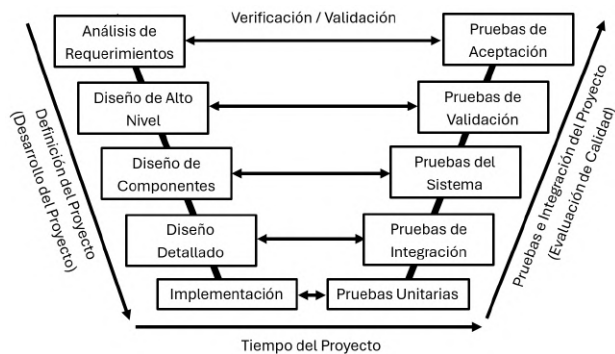 Verificación / Validación
Análisis de
Requerimientos
Pruebas de
Aceptación
Diseño de Alto
Nivel
Pruebas de
Validación
Diseño de
Componentes
Pruebas del
Sistema
Diseño
Detallado
Pruebas de
Integración
Implementación
Pruebas Unitarias
Definición del Proyecto
(Desarrollo del Proyecto)
Pruebas e Integración del Proyecto
(Evaluación de Calidad)
Tiempo del Proyecto